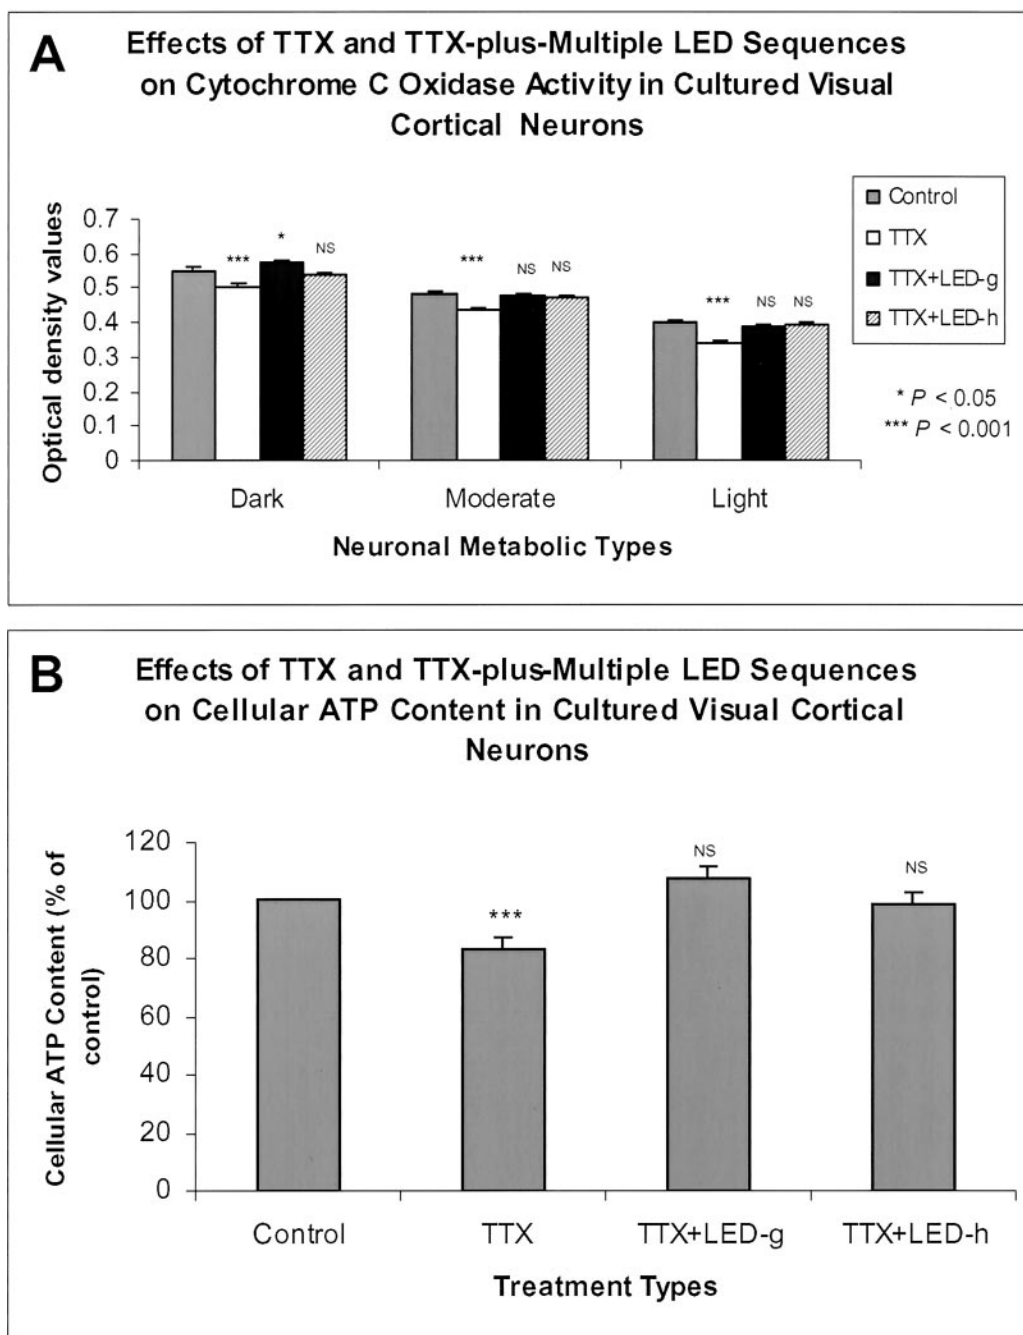 A
Effects of TTX and TTX-plus-Multiple LED Sequences
on Cytochrome C Oxidase Activity in Cultured Visual
Cortical Neurons
Optical density values
0.7
0.6
0.5
0.4
0.3
0.2
0.1
0
***
*
NS
***
NS
NS
***
NS
NS
Dark
Moderate
Light
Neuronal Metabolic Types
Control
TTX
TTX+LED-g
TTX+LED-h
* P < 0.05
*** P < 0.001
B
Effects of TTX and TTX-plus-Multiple LED Sequences
on Cellular ATP Content in Cultured Visual Cortical
Neurons
Cellular ATP Content (% of
control)
120
100
80
60
40
20
0
***
NS
NS
Control
TTX
TTX+LED-g
TTX+LED-h
Treatment Types